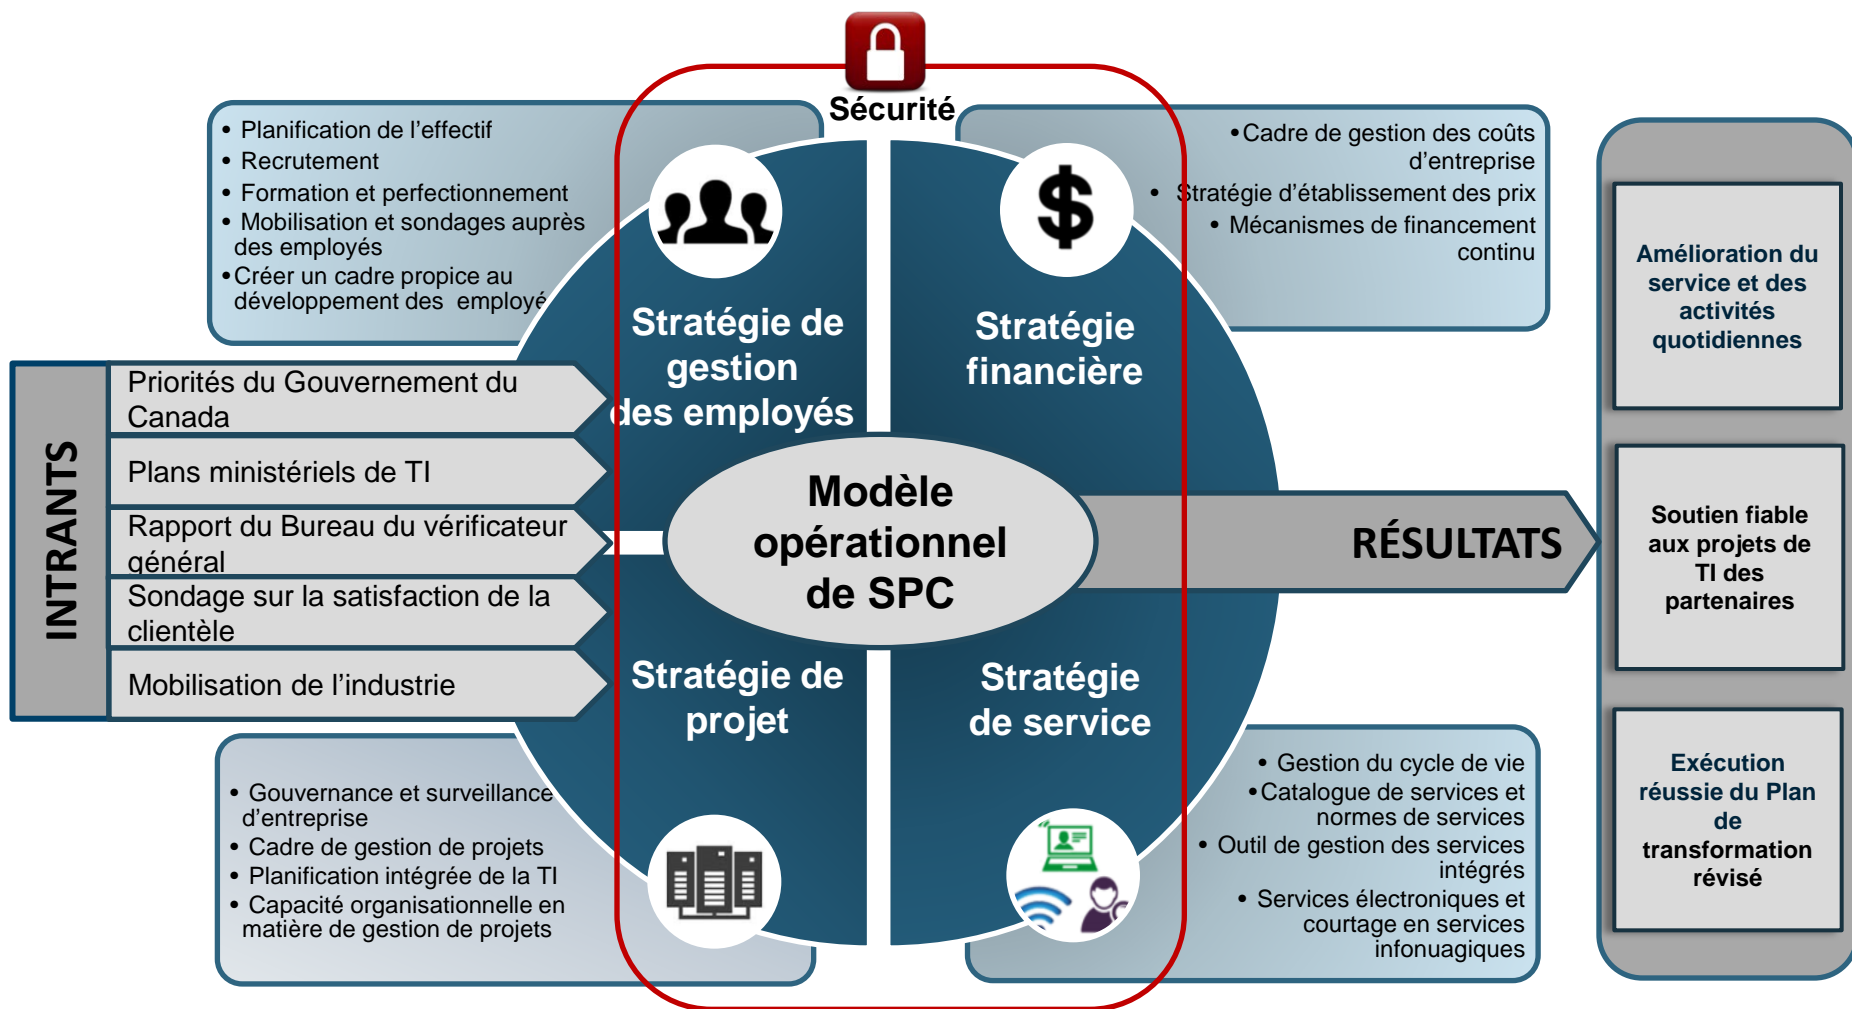 Sécurité
• Planification de l’effectif
• Recrutement
• Formation et perfectionnement
• Mobilisation et sondages auprès
des employés
•Créer un cadre propice au
développement des employé
•Cadre de gestion des coûts
d’entreprise
• Stratégie d’établissement des prix
• Mécanismes de financement
continu
Stratégie de
gestion
des employés
Stratégie
financière
INTRANTS
Priorités du Gouvernement du
Canada
Plans ministériels de TI
Rapport du Bureau du vérificateur
général
Sondage sur la satisfaction de la
clientèle
Mobilisation de l’industrie
Modèle
opérationnel
de SPC
RÉSULTATS
Stratégie de
projet
Stratégie
de service
• Gouvernance et surveillance
d’entreprise
• Cadre de gestion de projets
• Planification intégrée de la TI
• Capacité organisationnelle en
matière de gestion de projets
• Gestion du cycle de vie
•Catalogue de services et
normes de services
• Outil de gestion des services
intégrés
• Services électroniques et
courtage en services
infonuagiques
Amélioration du
service et des
activités
quotidiennes
Soutien fiable
aux projets de
TI des
partenaires
Exécution
réussie du Plan
de
transformation
révisé